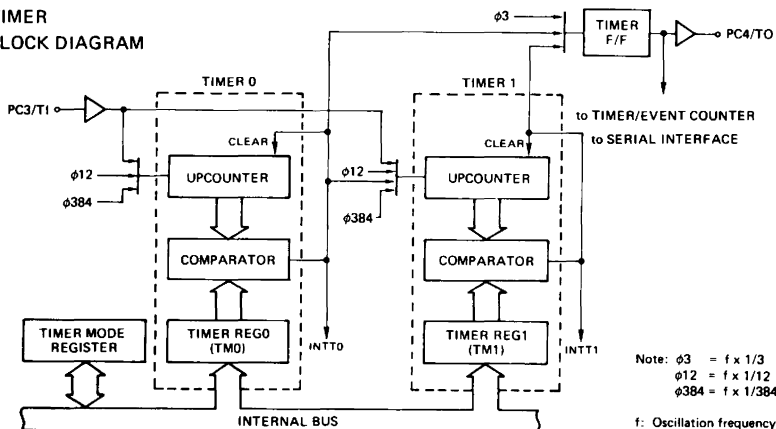 TIMER
LOCK DIAGRAM
ϕ3
TIMER
F/F
PC4/TO
to TIMER/EVENT COUNTER
to SERIAL INTERFACE
TIMER 0
TIMER 1
PC3/TI
CLEAR
CLEAR
ϕ12
UPCOUNTER
ϕ12
UPCOUNTER
ϕ384
ϕ384
COMPARATOR
COMPARATOR
TIMER MODE
REGISTER
TIMER REG0
(TM0)
INTT0
TIMER REG1
(TM1)
INTT1
INTERNAL BUS
Note: ϕ3 = f x 1/3
ϕ12 = f x 1/12
ϕ384 = f x 1/384
f: Oscillation frequency